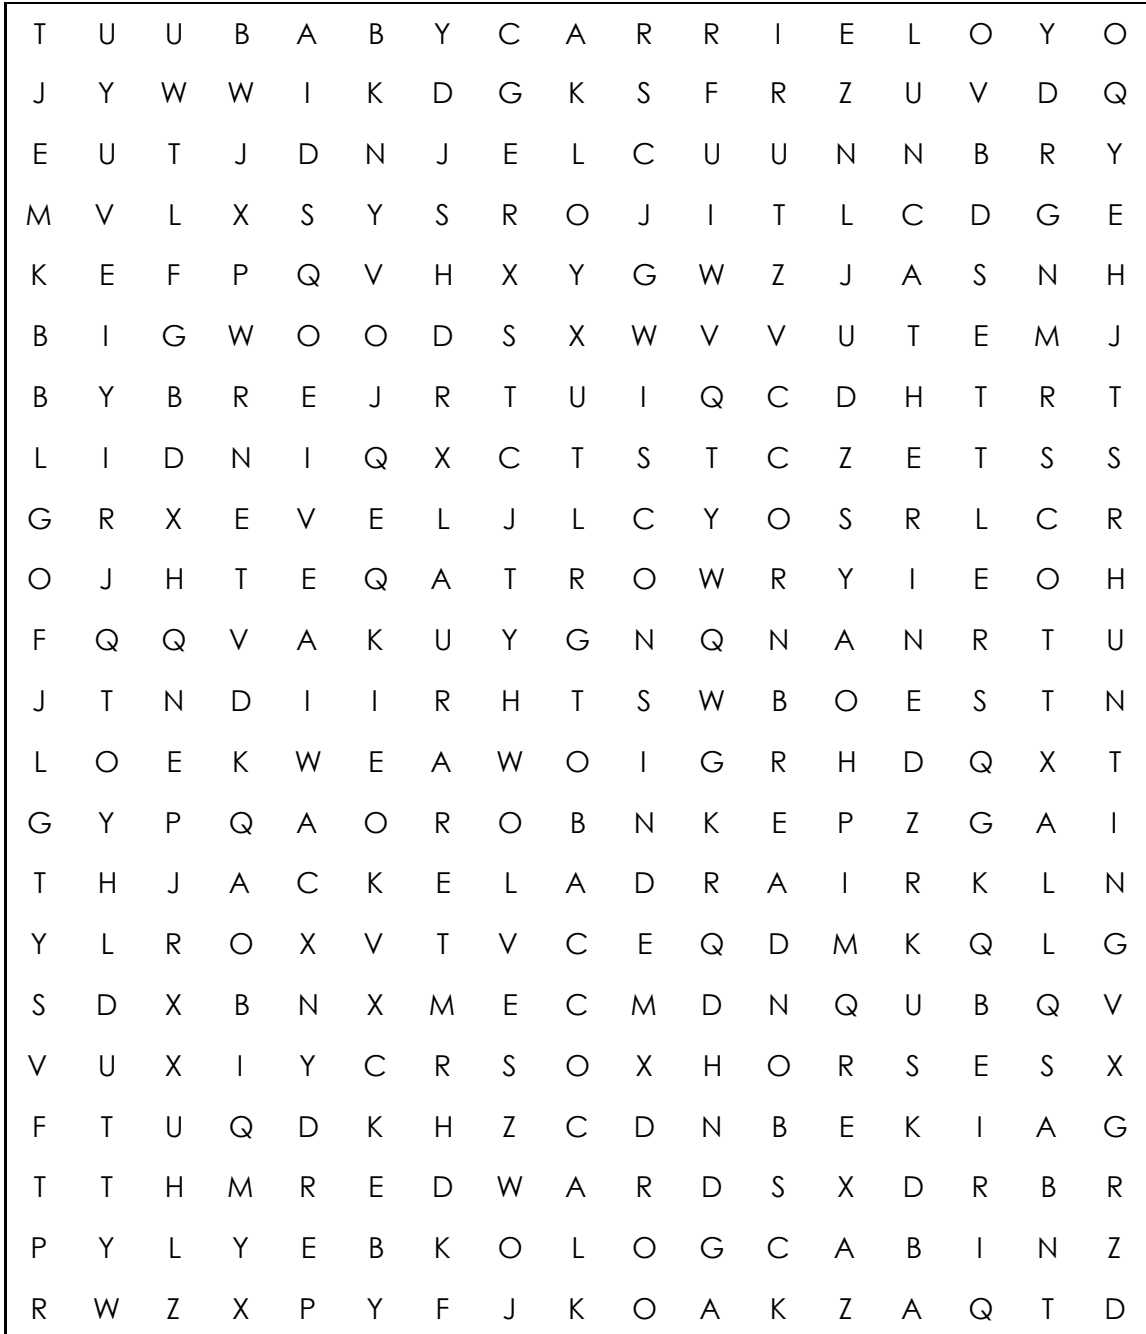 T U U B A B Y C A R R I E L O Y O
J Y W W I K D G K S F R Z U V D Q
E U T J D N J E L C U U N N B R Y
M V L X S Y S R O J I T L C D G E
K E F P Q V H X Y G W Z J A S N H
B I G W O O D S X W V V U T E M J
B Y B R E J R T U I Q C D H T R T
L I D N I Q X C T S T C Z E T S S
G R X E V E L J L C Y O S R L C R
O J H T E Q A T R O W R Y I E O H
F Q Q V A K U Y G N Q N A N R T U
J T N D I I R H T S W B O E S T N
L O E K W E A W O I G R H D Q X T
G Y P Q A O R O B N K E P Z G A I
T H J A C K E L A D R A I R K L N
Y L R O X V T V C E Q D M K Q L G
S D X B N X M E C M D N Q U B Q V
V U X I Y C R S O X H O R S E S X
F T U Q D K H Z C D N B E K I A G
T T H M R E D W A R D S X D R B R
P Y L Y E B K O L O G C A B I N Z
R W Z X P Y F J K O A K Z A Q T D